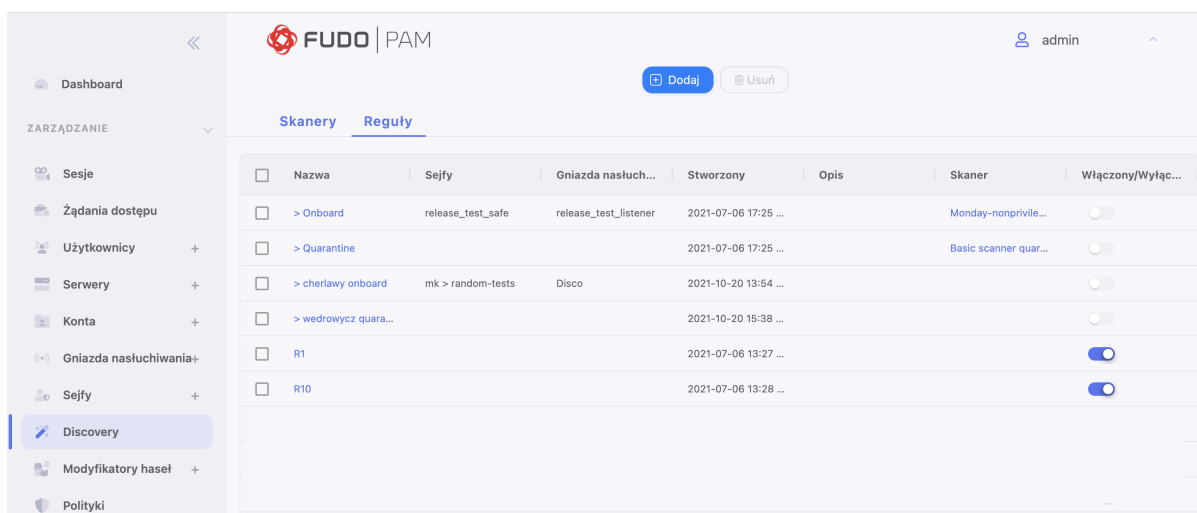 FUDO | PAM
admin
Dodaj
Usuń
Dashboard
ZARZĄDZANIE
Sesje
Żądania dostępu
Użytkownicy +
Serwery +
Konta +
Gniazda nasłuchiwania+
Sejfy +
Discovery
Modyfikatory haseł +
Polityki
Skanery Reguły
Nazwa Sejfy Gniazda nasłuch... Stworzony Opis Skaner Włączony/Wyłąc...
> Onboard release_test_safe release_test_listener 2021-07-06 17:25 ... Monday-nonprivile...
> Quarantine 2021-07-06 17:25 ... Basic scanner quar...
> cherlawy onboard mk > random-tests Disco 2021-10-20 13:54 ...
> wedrowycz quara... 2021-10-20 15:38 ...
R1 2021-07-06 13:27 ...
R10 2021-07-06 13:28 ...